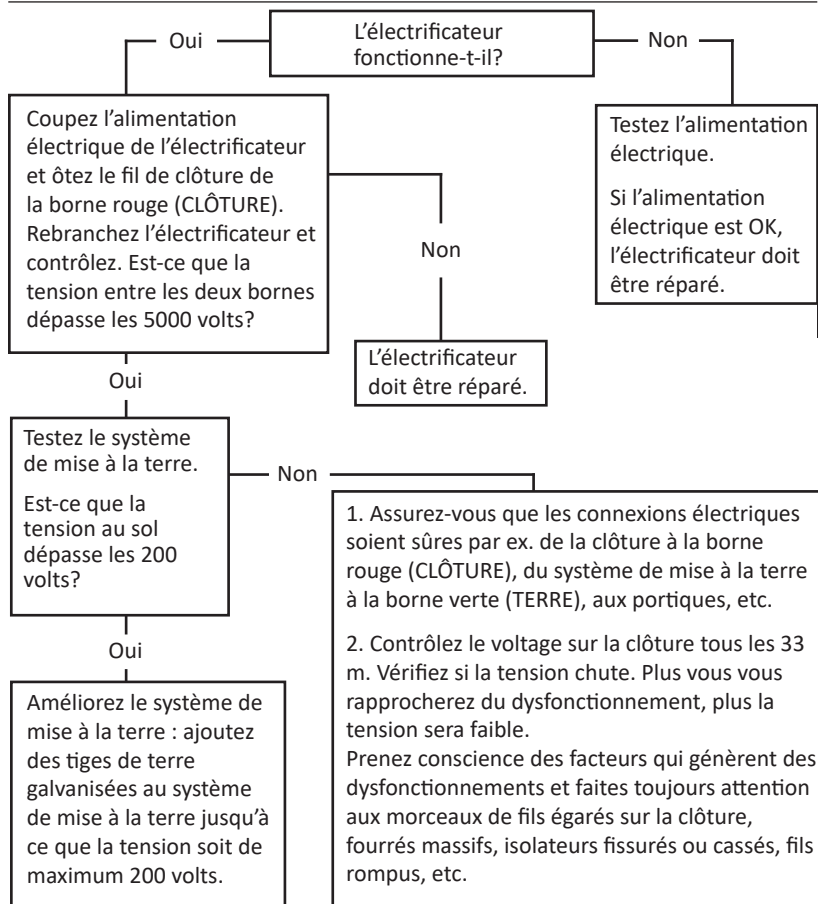 L’électrificateur
fonctionne-t-il?
Oui
Non
Coupez l’alimentation
électrique de l’électrificateur
et ôtez le fil de clôture de
la borne rouge (CLÔTURE).
Rebranchez l’électrificateur et
contrôlez. Est-ce que la
tension entre les deux bornes
dépasse les 5000 volts?
Testez l’alimentation
électrique.
Si l’alimentation
électrique est OK,
l’électrificateur doit
être réparé.
Non
L’électrificateur
doit être réparé.
Oui
Testez le système
de mise à la terre.
Est-ce que la
tension au sol
dépasse les 200
volts?
Non
1. Assurez-vous que les connexions électriques
soient sûres par ex. de la clôture à la borne
rouge (CLÔTURE), du système de mise à la terre
à la borne verte (TERRE), aux portiques, etc.
2. Contrôlez le voltage sur la clôture tous les 33
m. Vérifiez si la tension chute. Plus vous vous
rapprocherez du dysfonctionnement, plus la
tension sera faible.
Prenez conscience des facteurs qui génèrent des
dysfonctionnements et faites toujours attention
aux morceaux de fils égarés sur la clôture,
fourrés massifs, isolateurs fissurés ou cassés, fils
rompus, etc.
Oui
Améliorez le système de
mise à la terre : ajoutez
des tiges de terre
galvanisées au système
de mise à la terre jusqu’à
ce que la tension soit de
maximum 200 volts.